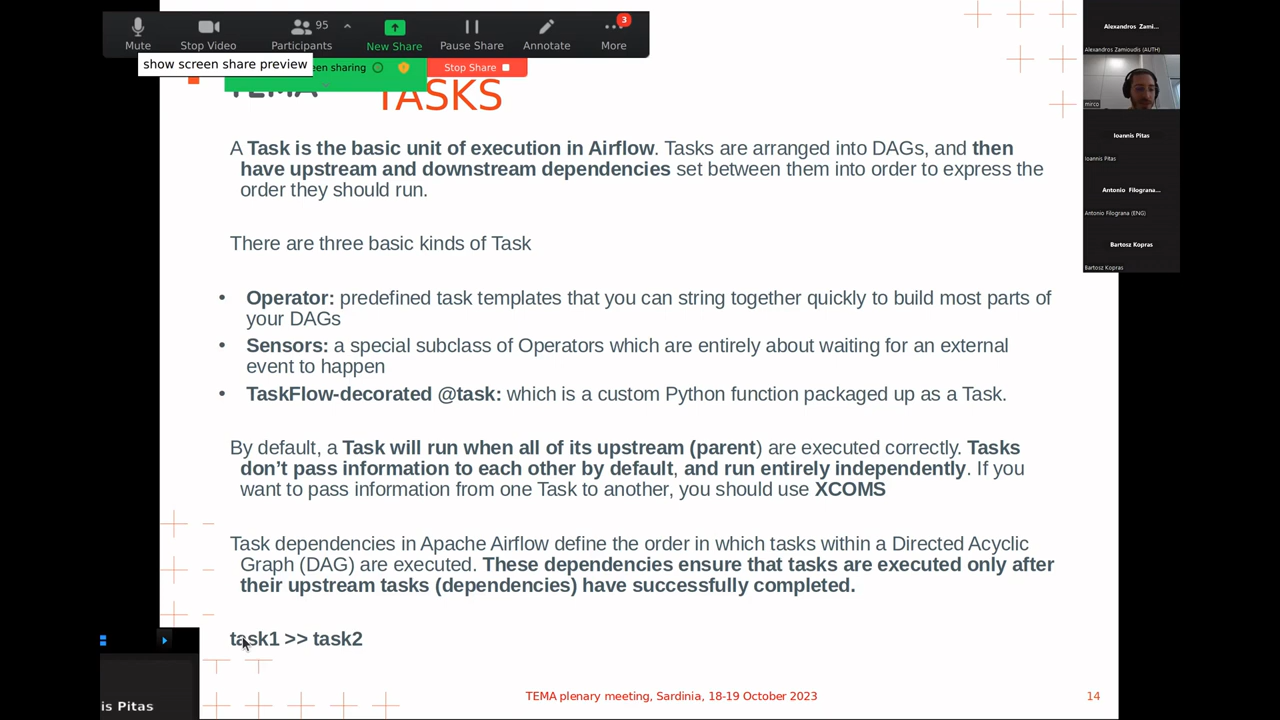 95
3
Mute
Stop Video
Participants
New Share
Pause Share
Annotate
More
show screen share preview
een sharing
Stop Share
TEMA
TASKS
A Task is the basic unit of execution in Airflow. Tasks are arranged into DAGs, and then
have upstream and downstream dependencies set between them into order to express the
order they should run.
There are three basic kinds of Task
• Operator: predefined task templates that you can string together quickly to build most parts of
your DAGs
• Sensors: a special subclass of Operators which are entirely about waiting for an external
event to happen
• TaskFlow-decorated @task: which is a custom Python function packaged up as a Task.
By default, a Task will run when all of its upstream (parent) are executed correctly. Tasks
don’t pass information to each other by default, and run entirely independently. If you
want to pass information from one Task to another, you should use XCOMS
Task dependencies in Apache Airflow define the order in which tasks within a Directed Acyclic
Graph (DAG) are executed. These dependencies ensure that tasks are executed only after
their upstream tasks (dependencies) have successfully completed.
task1 >> task2
is Pitas
TEMA plenary meeting, Sardinia, 18-19 October 2023
14
Alexandros Zami...
Alexandros Zamioudis (AUTH)
mirco
Ioannis Pitas
Ioannis Pitas
Antonio Filograna...
Antonio Filograna (ENG)
Bartosz Kopras
Bartosz Kopras